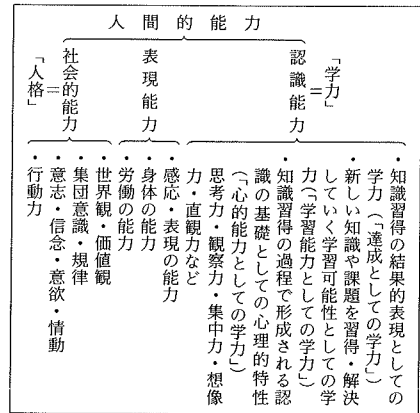 人間的能力
「学力」
＝
認識能力
・知識習得の結果的表現としての
学力（「達成としての学力」）
・新しい知識や課題を習得・解決
していく学習可能性としての学
力（「学習能力としての学力」）
・知識習得の過程で形成される認
識の基礎としての心理的特性
（「心的能力としての学力」）
思考力・観察力・集中力・想像
力・直観力など
表現能力
・感応・表現の能力
・身体の能力
・労働の能力
社会的能力
＝
「人格」
・世界観・価値観
・集団意識・規律
・意志・信念・意欲・情動
・行動力